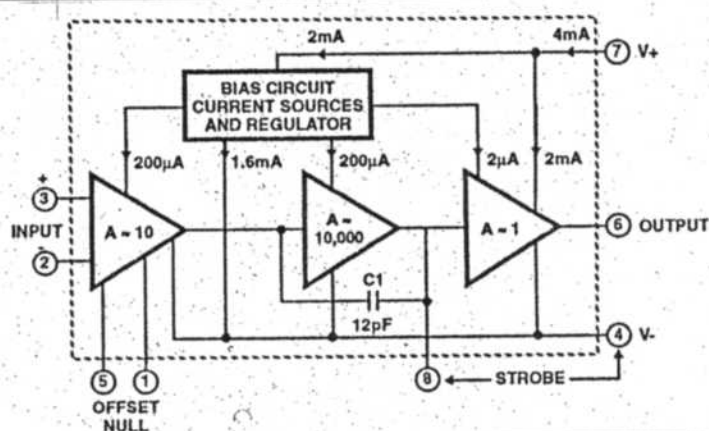 2mA
4mA
7 V+
BIAS CIRCUIT
CURRENT SOURCES
AND REGULATOR
200µA
1.6mA
200µA
2µA
2mA
+
3
INPUT
-
2
A ~ 10
A ~
10,000
A ~ 1
6 OUTPUT
C1
12pF
4 V-
5
1
8
STROBE
OFFSET
NULL